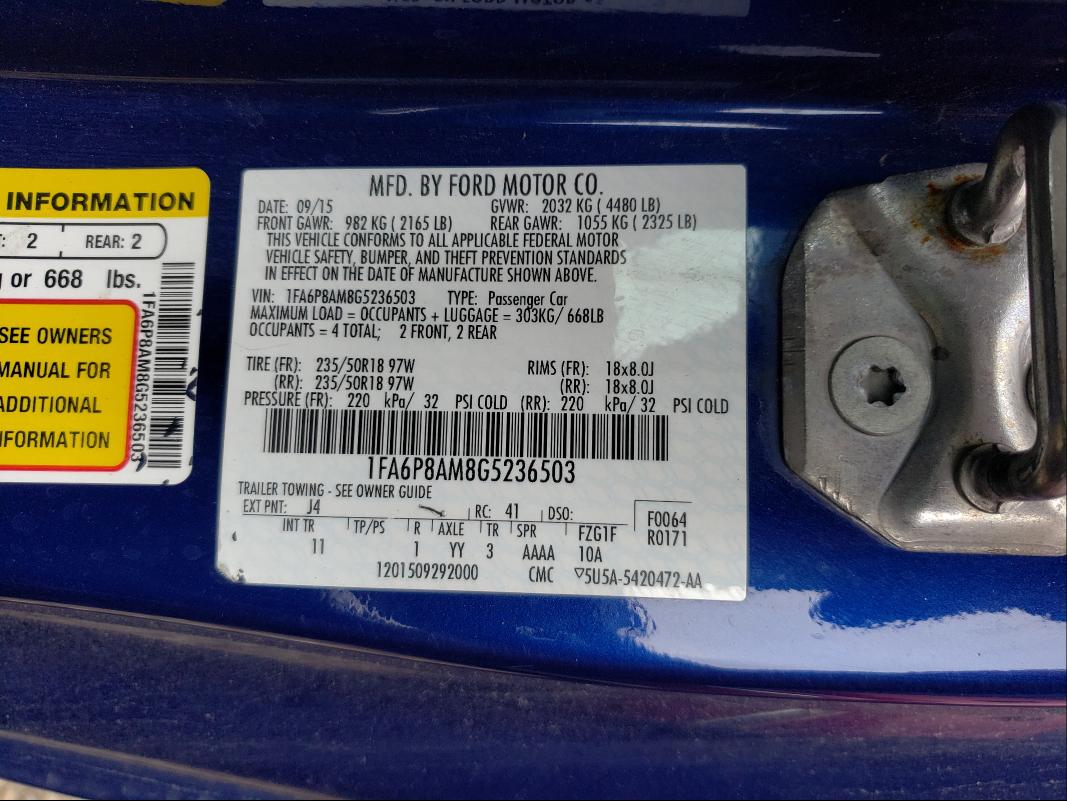 INFORMATION
: 2 REAR: 2
or 668 lbs.
SEE OWNERS
MANUAL FOR
ADDITIONAL
INFORMATION
1FA6P8AM8G5236503
MFD. BY FORD MOTOR CO.
DATE: 09/15 GVWR: 2032 KG ( 4480 LB)
FRONT GAWR: 982 KG ( 2165 LB) REAR GAWR: 1055 KG ( 2325 LB)
THIS VEHICLE CONFORMS TO ALL APPLICABLE FEDERAL MOTOR
VEHICLE SAFETY, BUMPER, AND THEFT PREVENTION STANDARDS
IN EFFECT ON THE DATE OF MANUFACTURE SHOWN ABOVE.
VIN: 1FA6P8AM8G5236503 TYPE: Passenger Car
MAXIMUM LOAD = OCCUPANTS + LUGGAGE = 303KG/ 668LB
OCCUPANTS = 4 TOTAL; 2 FRONT, 2 REAR
TIRE (FR): 235/50R18 97W RIMS (FR): 18x8.0J
(RR): 235/50R18 97W (RR): 18x8.0J
PRESSURE (FR): 220 kPa/ 32 PSI COLD (RR): 220 kPa/ 32 PSI COLD
1FA6P8AM8G5236503
TRAILER TOWING - SEE OWNER GUIDE
EXT PNT: J4 RC: 41 DSO: F0064
INT TR TP/PS R AXLE TR SPR FZG1F R0171
11 1 YY 3 AAAA 10A
1201509292000 CMC ▽5U5A-5420472-AA